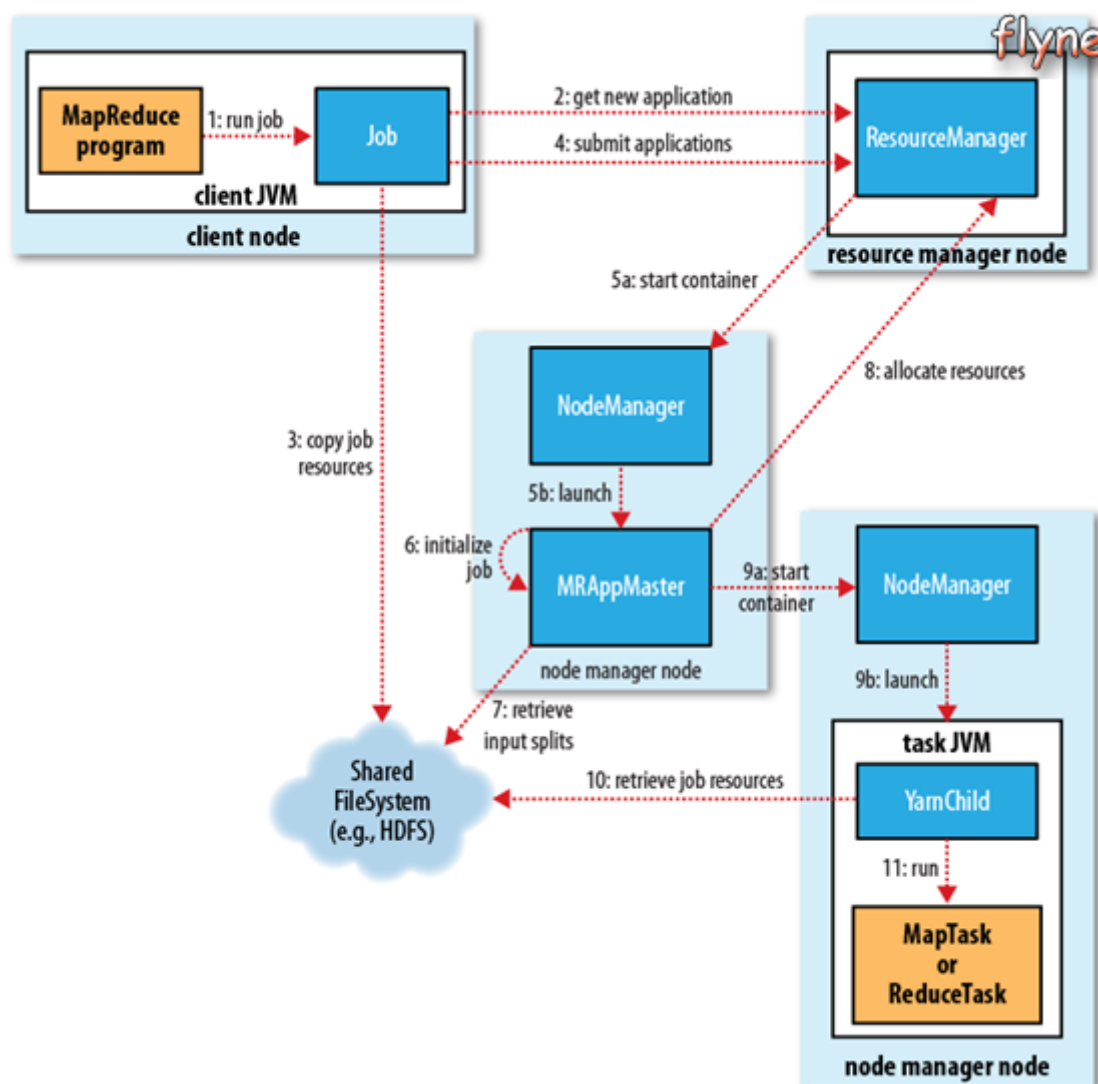 flyne
MapReduce
program
1: run job
Job
client JVM
client node
2: get new application
4: submit applications
ResourceManager
resource manager node
5a: start container
8: allocate resources
3: copy job
resources
NodeManager
5b: launch
6: initialize
job
MRAppMaster
node manager node
9a: start
container
NodeManager
9b: launch
7: retrieve
input splits
Shared
FileSystem
(e.g., HDFS)
10: retrieve job resources
task JVM
YarnChild
11: run
MapTask
or
ReduceTask
node manager node